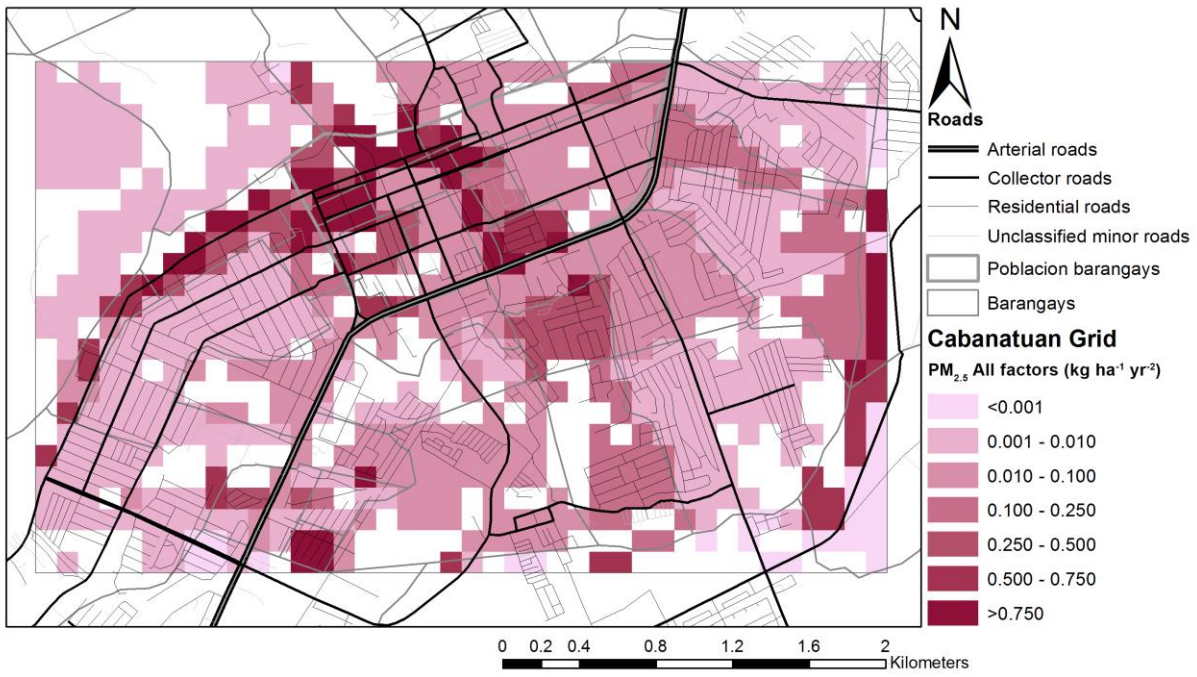 N
Roads
Arterial roads
Collector roads
Residential roads
Unclassified minor roads
Poblacion barangays
Barangays
Cabanatuan Grid
PM2.5 All factors (kg ha-1 yr-2)
<0.001
0.001 - 0.010
0.010 - 0.100
0.100 - 0.250
0.250 - 0.500
0.500 - 0.750
>0.750
0 0.2 0.4 0.8 1.2 1.6 2
Kilometers